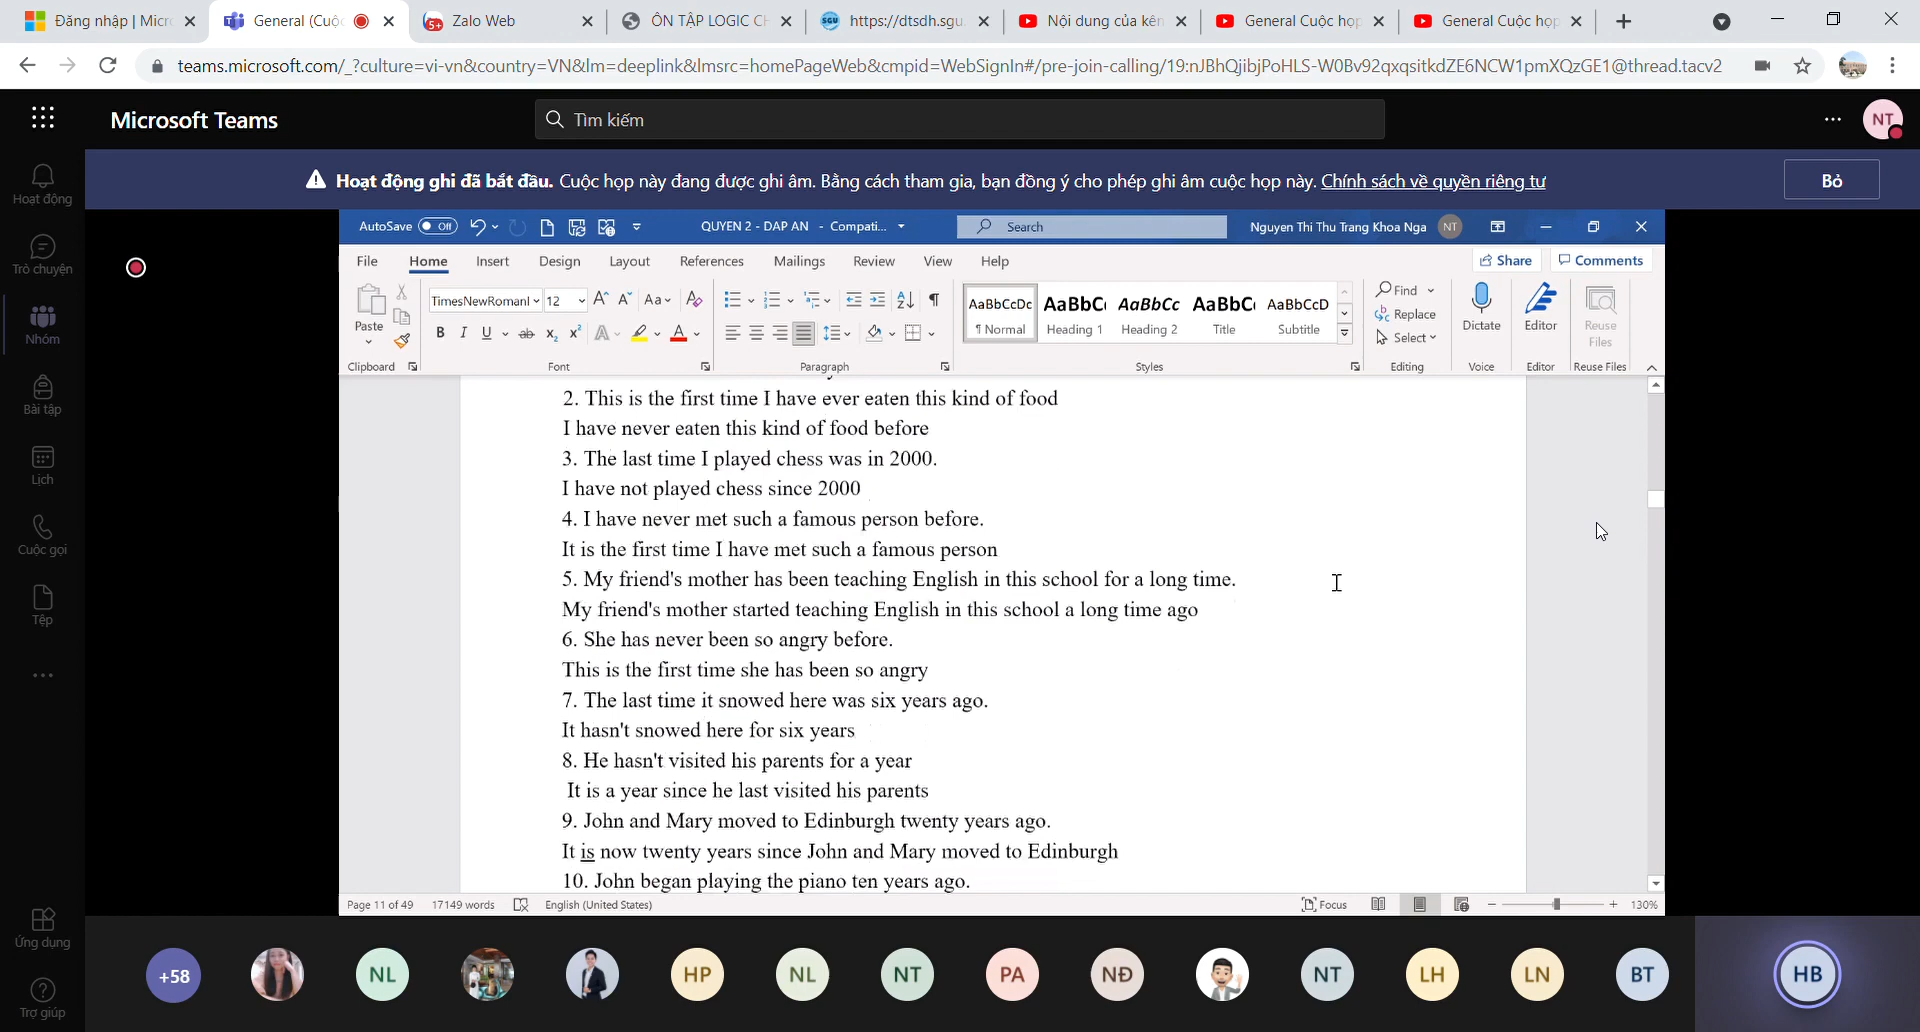 Đăng nhập | Micro
General (Cuộc
Zalo Web
ÔN TẬP LOGIC CH
https://dtsdh.sgu.
Nội dung của kên
General Cuộc họp
General Cuộc họp
teams.microsoft.com/_?culture=vi-vn&country=VN&lm=deeplink&lmsrc=homePageWeb&cmpid=WebSignIn#/pre-join-calling/19:nJBhQjibjPoHLS-W0Bv92qxqsitkdZE6NCW1pmXQzGE1@thread.tacv2
Microsoft Teams
Tìm kiếm
NT
Hoạt động ghi đã bắt đầu. Cuộc họp này đang được ghi âm. Bằng cách tham gia, bạn đồng ý cho phép ghi âm cuộc họp này. Chính sách về quyền riêng tư
Bỏ
Hoạt động
Trò chuyện
Nhóm
Bài tập
Lịch
Cuộc gọi
Tệp
Ứng dụng
Trợ giúp
AutoSave Off QUYEN 2 - DAP AN - Compati... Search Nguyen Thi Thu Trang Khoa Nga NT
File Home Insert Design Layout References Mailings Review View Help Share Comments
Paste TimesNewRomanI 12 Aa
AaBbCcDc AaBbC AaBbCc AaBbC AaBbCcD
¶ Normal Heading 1 Heading 2 Title Subtitle
Find Replace Select Dictate Editor Reuse Files
Clipboard Font Paragraph Styles Editing Voice Editor Reuse Files
2. This is the first time I have ever eaten this kind of food
I have never eaten this kind of food before
3. The last time I played chess was in 2000.
I have not played chess since 2000
4. I have never met such a famous person before.
It is the first time I have met such a famous person
5. My friend's mother has been teaching English in this school for a long time.
My friend's mother started teaching English in this school a long time ago
6. She has never been so angry before.
This is the first time she has been so angry
7. The last time it snowed here was six years ago.
It hasn't snowed here for six years
8. He hasn't visited his parents for a year
It is a year since he last visited his parents
9. John and Mary moved to Edinburgh twenty years ago.
It is now twenty years since John and Mary moved to Edinburgh
10. John began playing the piano ten years ago.
Page 11 of 49 17149 words English (United States) Focus 130%
+58 NL HP NL NT PA NĐ NT LH LN BT HB